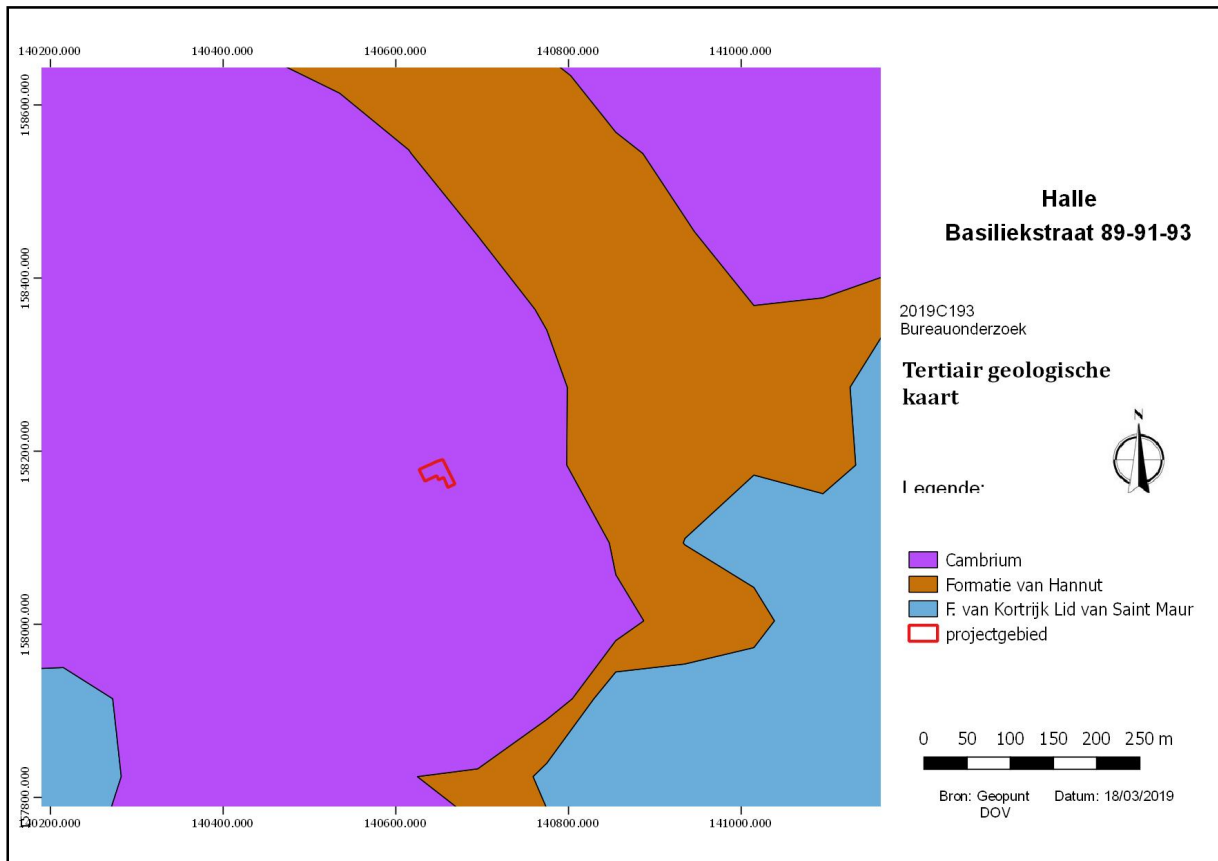 140200.000 140400.000 140600.000 140800.000 141000.000
158600.000
158400.000
158200.000
158000.000
157800.000
140200.000 140400.000 140600.000 140800.000 141000.000
Halle
Basiliekstraat 89-91-93
2019C193
Bureauonderzoek
Tertiair geologische
kaart
N
Legende:
Cambrium
Formatie van Hannut
F. van Kortrijk Lid van Saint Maur
projectgebied
0 50 100 150 200 250 m
Bron: Geopunt Datum: 18/03/2019
DOV